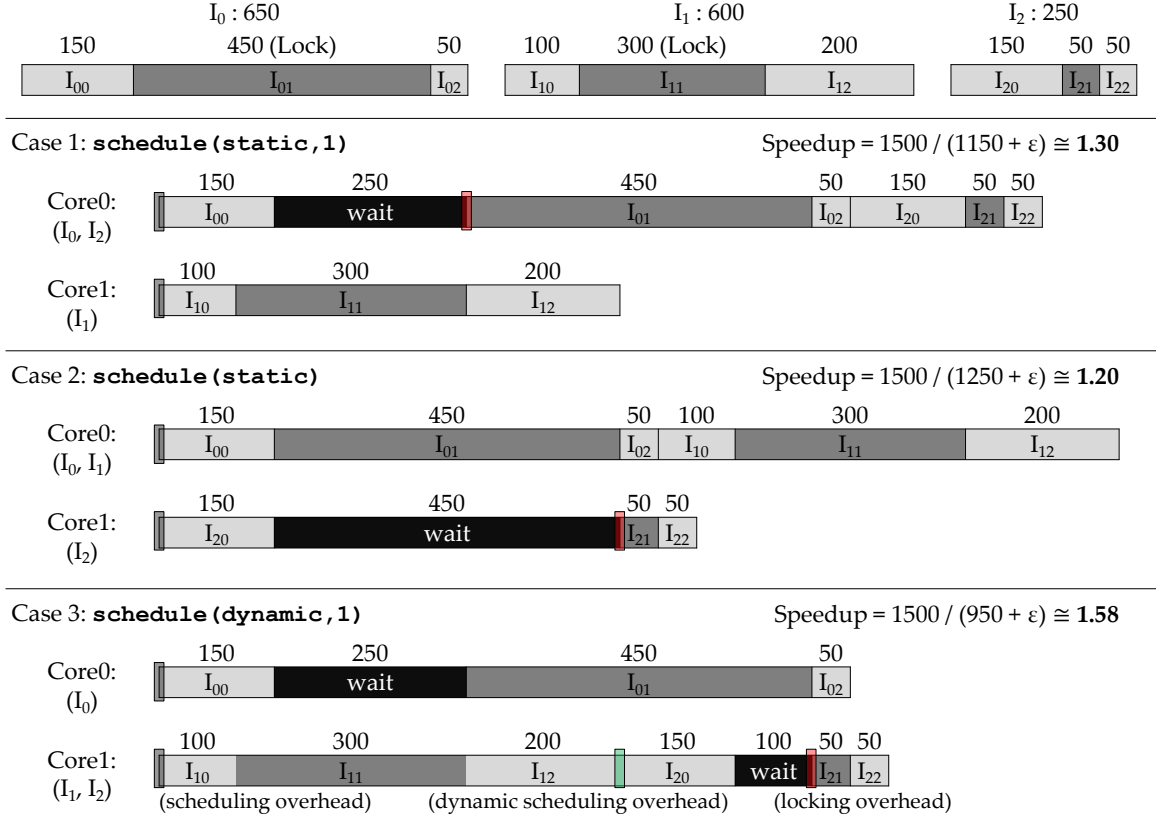 I₀ : 650 I₁ : 600 I₂ : 250
150 450 (Lock) 50 100 300 (Lock) 200 150 50 50
I₀₀ I₀₁ I₀₂ I₁₀ I₁₁ I₁₂ I₂₀ I₂₁ I₂₂
Case 1: schedule(static,1) Speedup = 1500 / (1150 + ε) ≅ 1.30
150 250 450 50 150 50 50
Core0: I₀₀ wait I₀₁ I₀₂ I₂₀ I₂₁ I₂₂
(I₀, I₂)
100 300 200
Core1: I₁₀ I₁₁ I₁₂
(I₁)
Case 2: schedule(static) Speedup = 1500 / (1250 + ε) ≅ 1.20
150 450 50 100 300 200
Core0: I₀₀ I₀₁ I₀₂ I₁₀ I₁₁ I₁₂
(I₀, I₁)
150 450 50 50
Core1: I₂₀ wait I₂₁ I₂₂
(I₂)
Case 3: schedule(dynamic,1) Speedup = 1500 / (950 + ε) ≅ 1.58
150 250 450 50
Core0: I₀₀ wait I₀₁ I₀₂
(I₀)
100 300 200 150 100 50 50
Core1: I₁₀ I₁₁ I₁₂ I₂₀ wait I₂₁ I₂₂
(I₁, I₂)
(scheduling overhead) (dynamic scheduling overhead) (locking overhead)